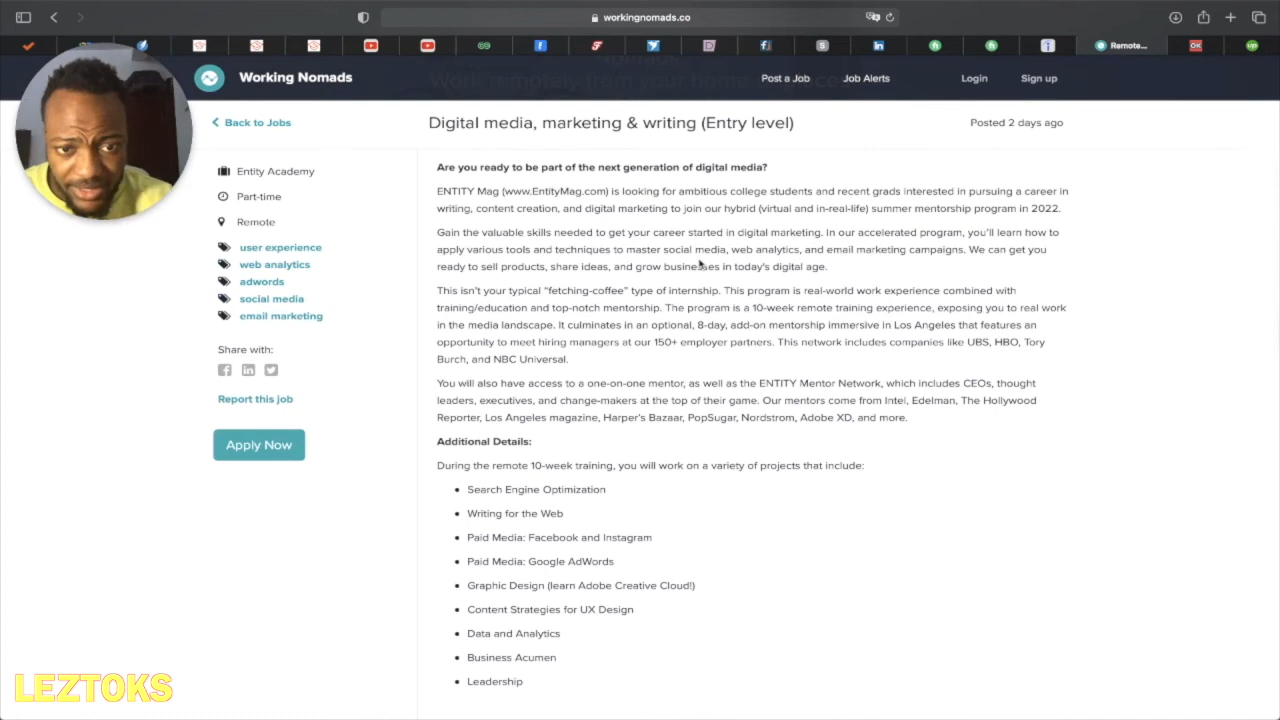 workingnomads.co
Remote...
Working Nomads
Post a Job
Job Alerts
Login
Sign up
Work remotely from your home
Back to Jobs
Digital media, marketing & writing (Entry level)
Posted 2 days ago
Entity Academy
Part-time
Remote
user experience
web analytics
adwords
social media
email marketing
Share with:
Report this job
Apply Now
Are you ready to be part of the next generation of digital media?
ENTITY Mag (www.EntityMag.com) is looking for ambitious college students and recent grads interested in pursuing a career in
writing, content creation, and digital marketing to join our hybrid (virtual and in-real-life) summer mentorship program in 2022.
Gain the valuable skills needed to get your career started in digital marketing. In our accelerated program, you'll learn how to
apply various tools and techniques to master social media, web analytics, and email marketing campaigns. We can get you
ready to sell products, share ideas, and grow businesses in today's digital age.
This isn't your typical “fetching-coffee” type of internship. This program is real-world work experience combined with
training/education and top-notch mentorship. The program is a 10-week remote training experience, exposing you to real work
in the media landscape. It culminates in an optional, 8-day, add-on mentorship immersive in Los Angeles that features an
opportunity to meet hiring managers at our 150+ employer partners. This network includes companies like UBS, HBO, Tory
Burch, and NBC Universal.
You will also have access to a one-on-one mentor, as well as the ENTITY Mentor Network, which includes CEOs, thought
leaders, executives, and change-makers at the top of their game. Our mentors come from Intel, Edelman, The Hollywood
Reporter, Los Angeles magazine, Harper's Bazaar, PopSugar, Nordstrom, Adobe XD, and more.
Additional Details:
During the remote 10-week training, you will work on a variety of projects that include:
Search Engine Optimization
Writing for the Web
Paid Media: Facebook and Instagram
Paid Media: Google AdWords
Graphic Design (learn Adobe Creative Cloud!)
Content Strategies for UX Design
Data and Analytics
Business Acumen
Leadership
LEZTOKS